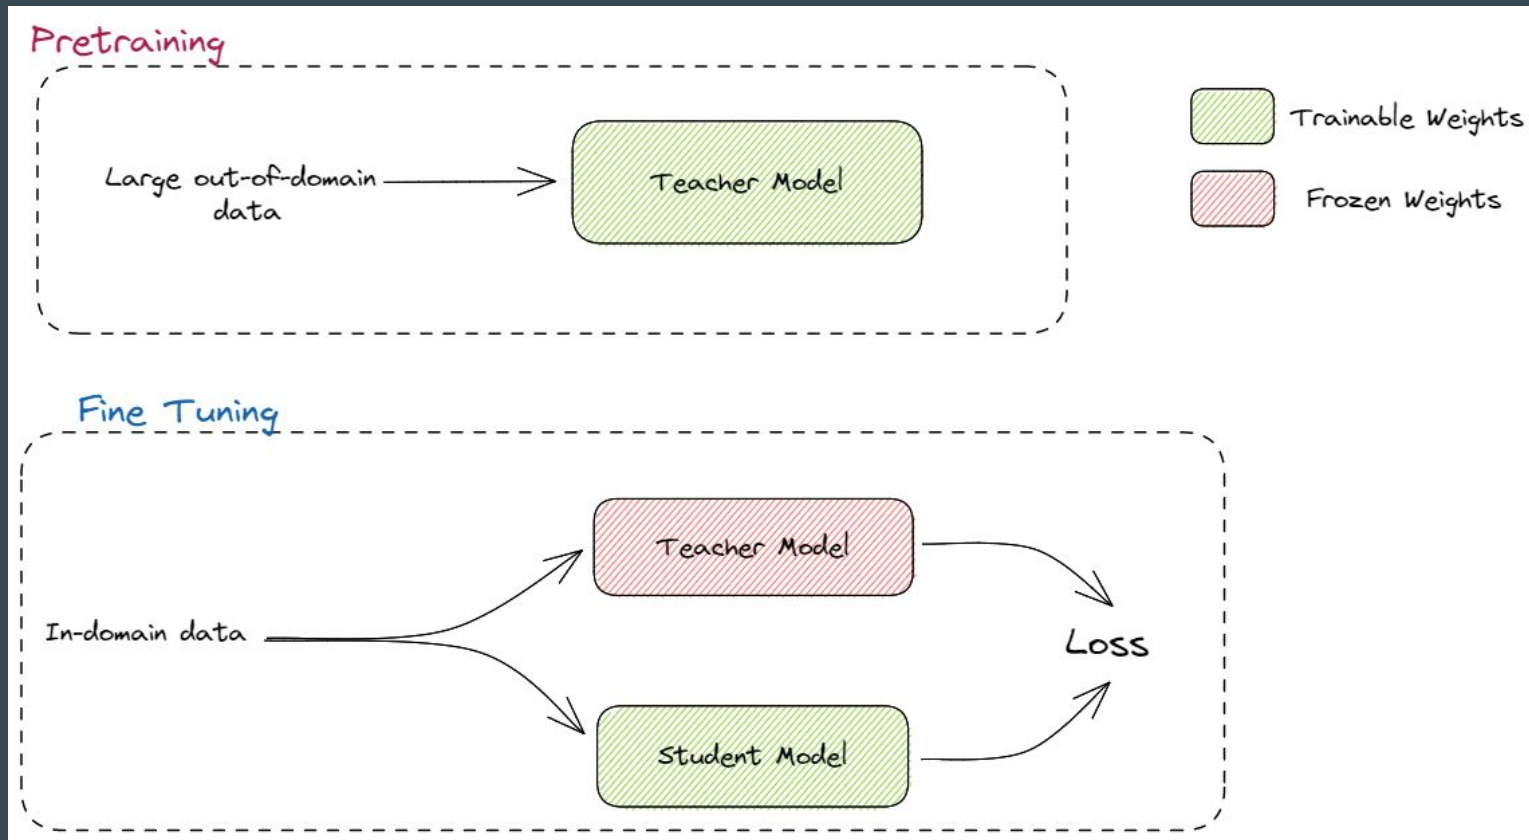 Pretraining
Large out-of-domain
data
Teacher Model
Trainable Weights
Frozen Weights
Fine Tuning
Teacher Model
In-domain data
Loss
Student Model